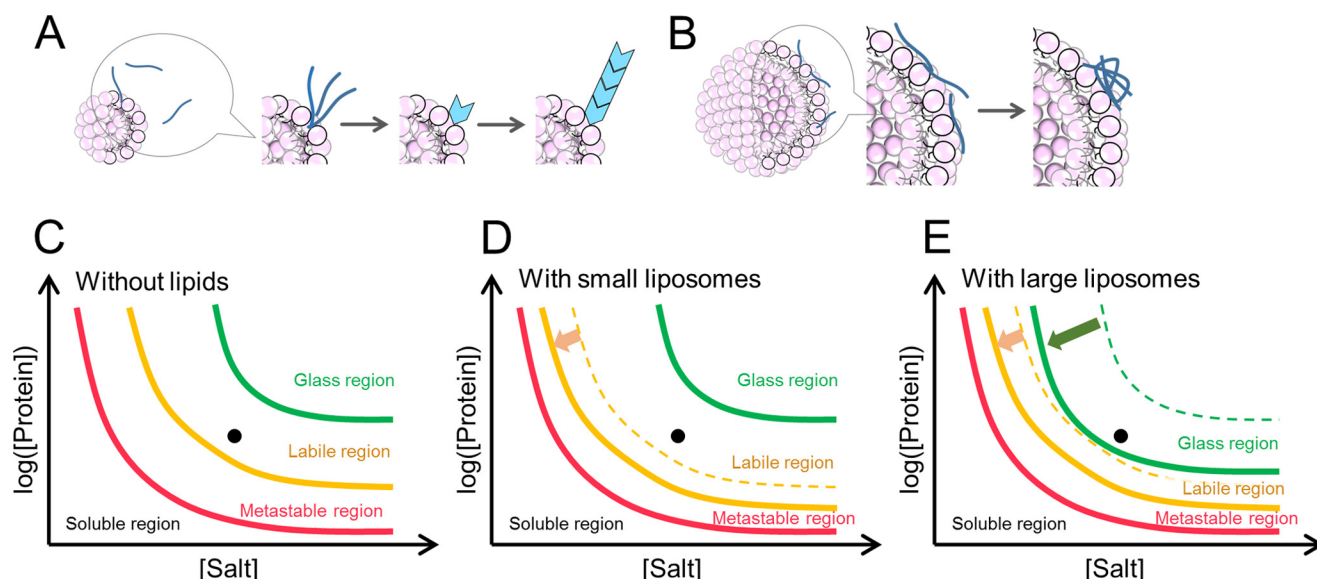 A
B
C
Without lipids
log([Protein])
Glass region
Labile region
Metastable region
Soluble region
[Salt]
D
With small liposomes
log([Protein])
Glass region
Labile region
Metastable region
Soluble region
[Salt]
E
With large liposomes
log([Protein])
Glass region
Labile region
Metastable region
Soluble region
[Salt]